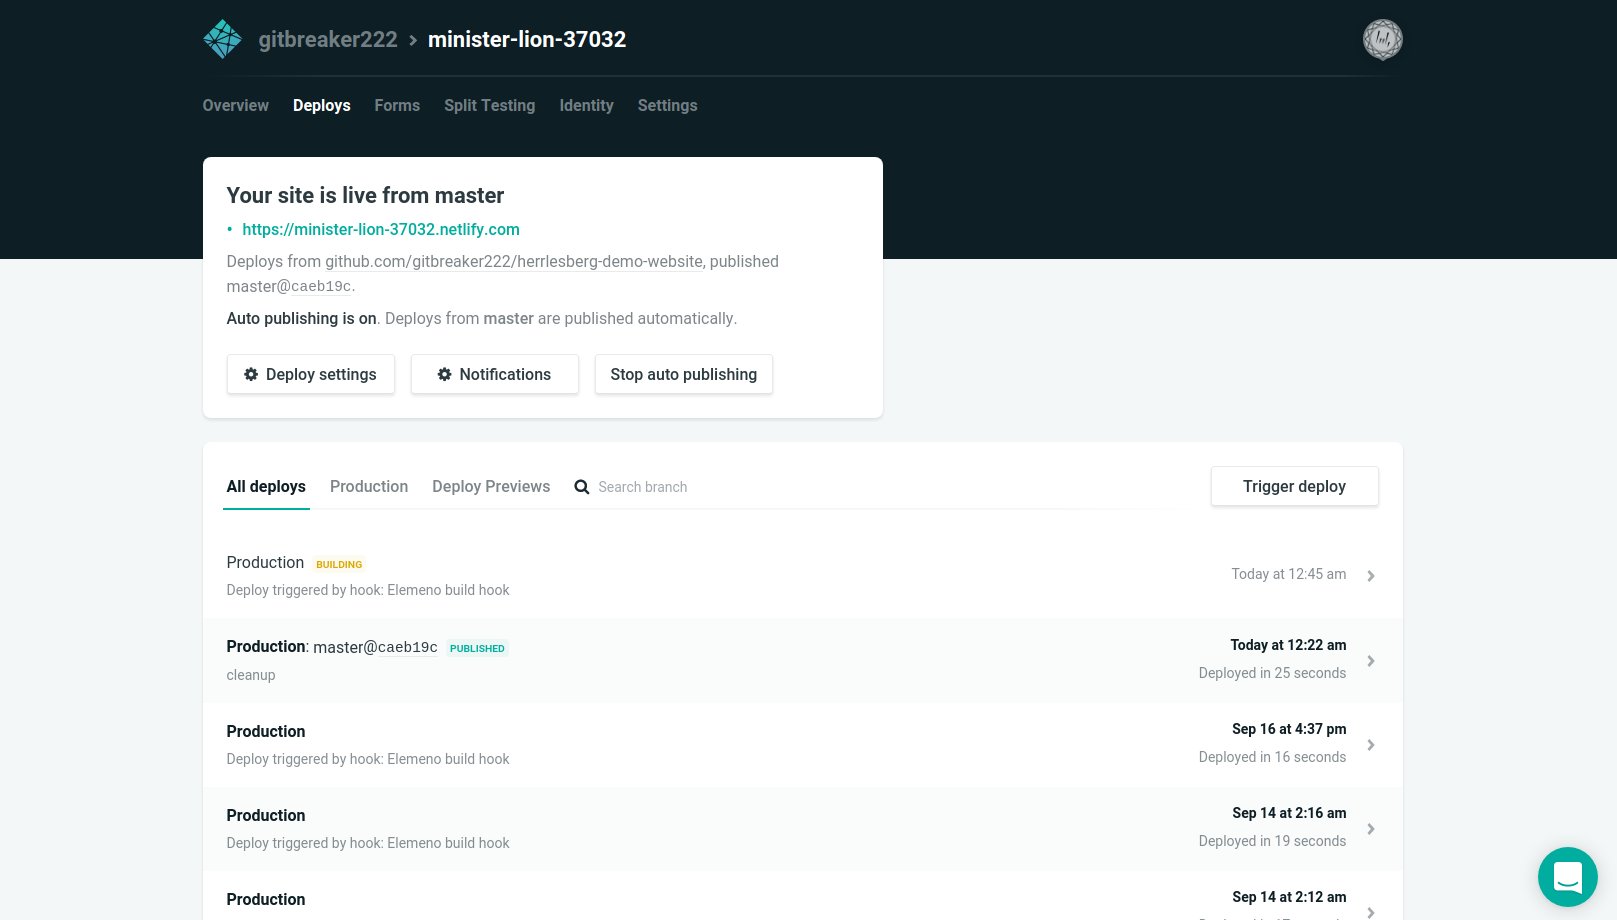 gitbreaker222 > minister-lion-37032
Overview Deploys Forms Split Testing Identity Settings
Your site is live from master
• https://minister-lion-37032.netlify.com
Deploys from github.com/gitbreaker222/herrlesberg-demo-website, published
master@caeb19c.
Auto publishing is on. Deploys from master are published automatically.
Deploy settings Notifications Stop auto publishing
All deploys Production Deploy Previews Search branch Trigger deploy
Production BUILDING
Today at 12:45 am
Deploy triggered by hook: Elemeno build hook
Production: master@caeb19c PUBLISHED
Today at 12:22 am
cleanup
Deployed in 25 seconds
Production
Sep 16 at 4:37 pm
Deploy triggered by hook: Elemeno build hook
Deployed in 16 seconds
Production
Sep 14 at 2:16 am
Deploy triggered by hook: Elemeno build hook
Deployed in 19 seconds
Production
Sep 14 at 2:12 am